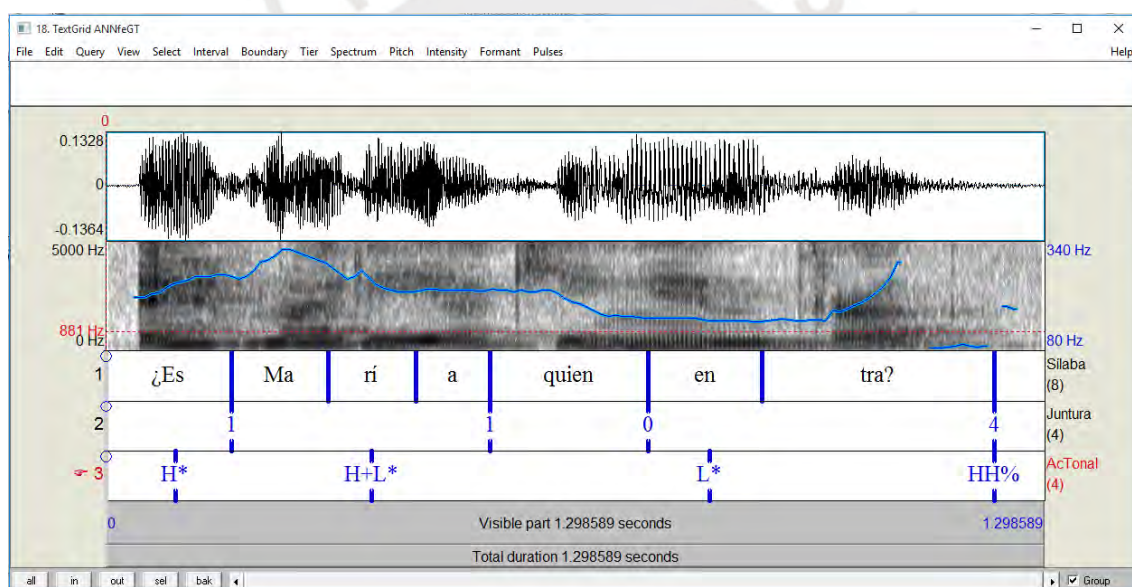 18. TextGrid ANNfeGT
File Edit Query View Select Interval Boundary Tier Spectrum Pitch Intensity Formant Pulses Help
0
0.1328
0
-0.1364
5000 Hz 340 Hz
881 Hz
0 Hz 80 Hz
1 ¿Es Ma rí a quien en tra? Sílaba
(8)
2 1 1 0 4 Juntura
(4)
3 H* H+L* L* HH% AcTonal
(4)
0 Visible part 1.298589 seconds 1.298589
Total duration 1.298589 seconds
all in out sel bak Group